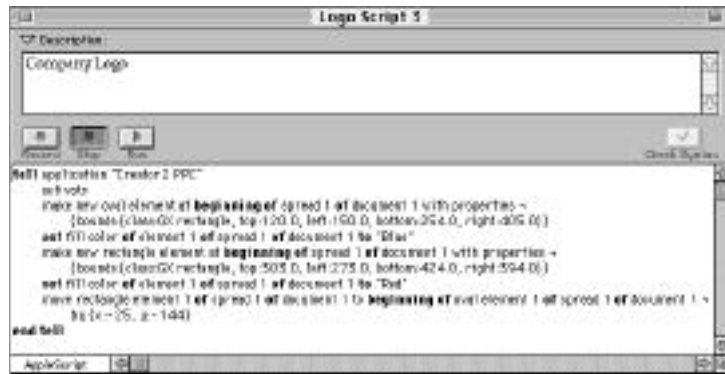 Logo Script 3
Description:
Company Logo
Record Stop Run Check Syntax
tell application "Creator 2 PPC"
activate
make new oval element at beginning of spread 1 of document 1 with properties ¬
{bounds:{class:GX rectangle, top:120.0, left:150.0, bottom:254.0, right:405.0}}
set fill color of element 1 of spread 1 of document 1 to "Blue"
make new rectangle element at beginning of spread 1 of document 1 with properties ¬
{bounds:{class:GX rectangle, top:303.0, left:273.0, bottom:424.0, right:394.0}}
set fill color of element 1 of spread 1 of document 1 to "Red"
move rectangle element 1 of spread 1 of document 1 to beginning of oval element 1 of spread 1 of document 1 ¬
by
end tell
AppleScript